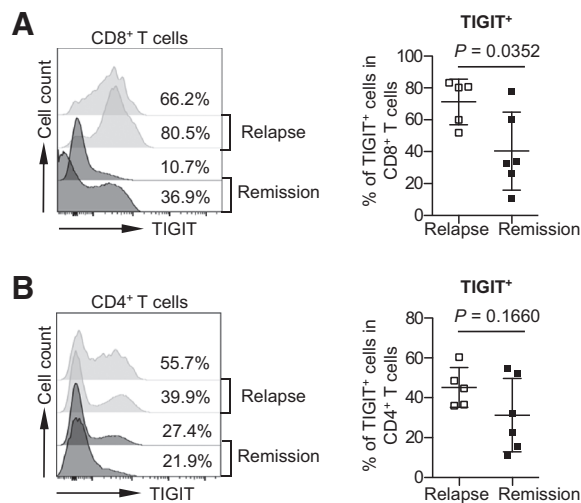 A
CD8⁺ T cells
Cell count
66.2%
80.5%
10.7%
36.9%
Relapse
Remission
TIGIT
TIGIT⁺
P = 0.0352
% of TIGIT⁺ cells in
CD8⁺ T cells
100
80
60
40
20
0
Relapse Remission
B
CD4⁺ T cells
Cell count
55.7%
39.9%
27.4%
21.9%
Relapse
Remission
TIGIT
TIGIT⁺
P = 0.1660
% of TIGIT⁺ cells in
CD4⁺ T cells
80
60
40
20
0
Relapse Remission